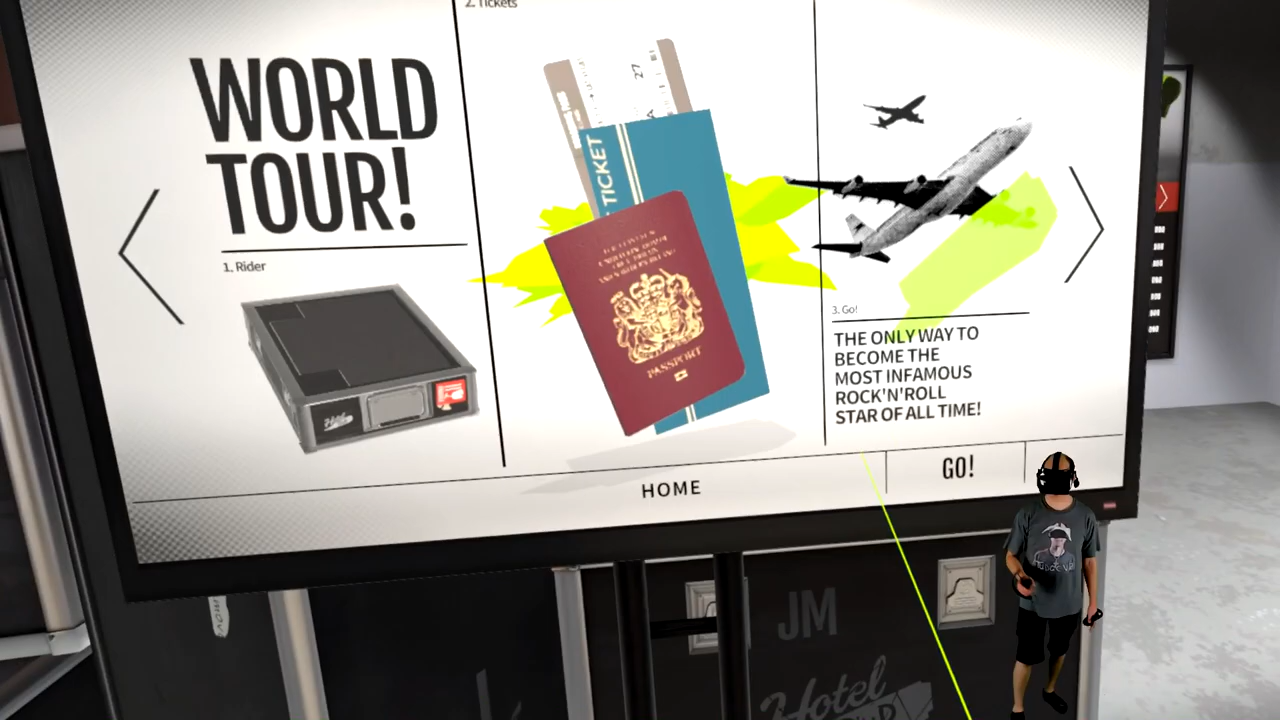 2. Tickets
WORLD
TOUR!
1. Rider
27
TICKET
PASSPORT
3. Go!
THE ONLY WAY TO
BECOME THE
MOST INFAMOUS
ROCK'N'ROLL
STAR OF ALL TIME!
HOME
GO!
JM
Hotel